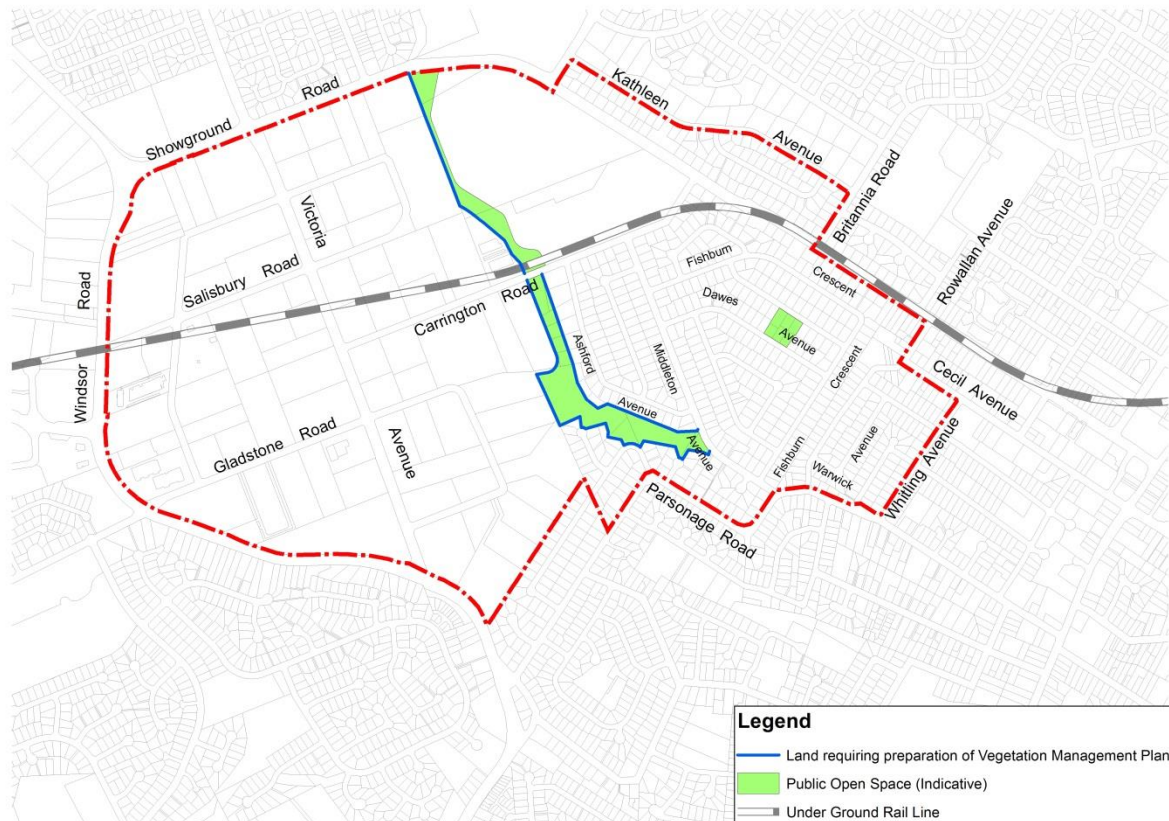 Kathleen
Avenue
Showground
Road
Britannia Road
Rowallan Avenue
Victoria
Salisbury
Road
Fishburn
Crescent
Road
Carrington
Road
Dawes
Avenue
Windsor
Ashford
Middleton
Crescent
Cecil Avenue
Avenue
Gladstone
Road
Avenue
Avenue
Avenue
Fishburn
Warwick
Whitling Avenue
Parsonage Road
Legend
Land requiring preparation of Vegetation Management Plan
Public Open Space (Indicative)
Under Ground Rail Line